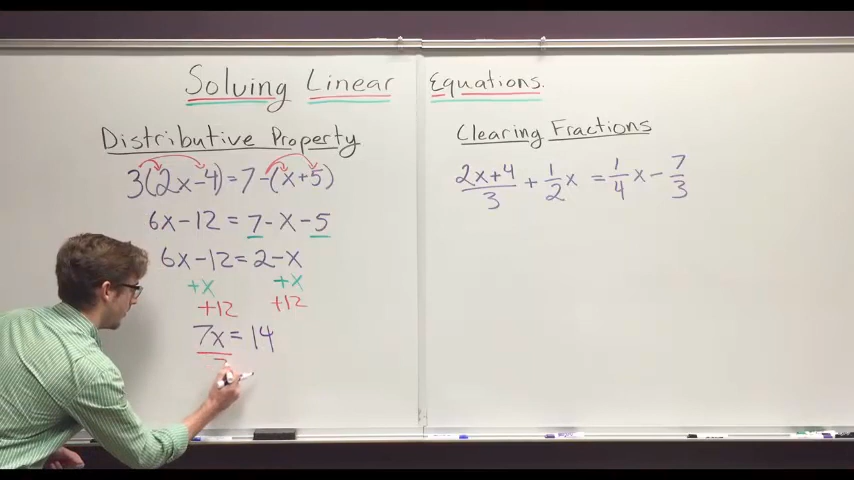 Solving Linear Equations.
Distributive Property
3(2x-4)=7-(x+5)
6x-12=7-x-5
6x-12=2-x
+x +x
+12 +12
7x=14
7
Clearing Fractions
2x+4/3 + 1/2x = 1/4x - 7/3